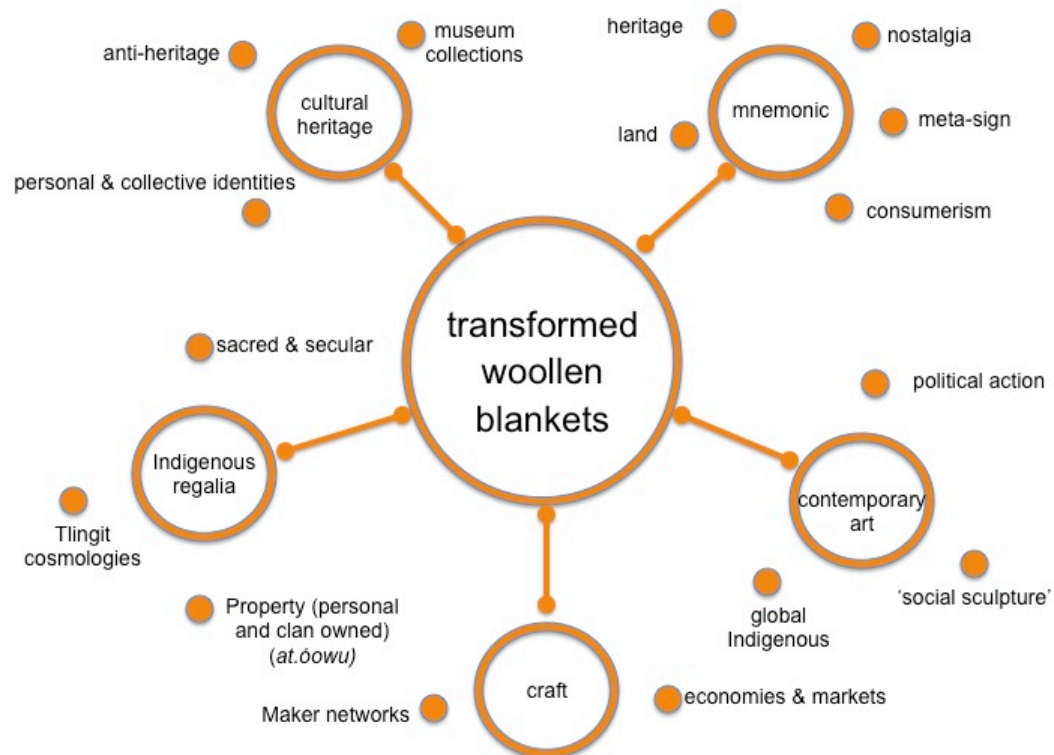 anti-heritage
museum
collections
cultural
heritage
personal & collective identities
heritage
nostalgia
mnemonic
land
meta-sign
consumerism
transformed
woollen
blankets
sacred & secular
Indigenous
regalia
Tlingit
cosmologies
Property (personal
and clan owned)
(at.óowu)
political action
contemporary
art
'social sculpture'
global
Indigenous
craft
Maker networks
economies & markets